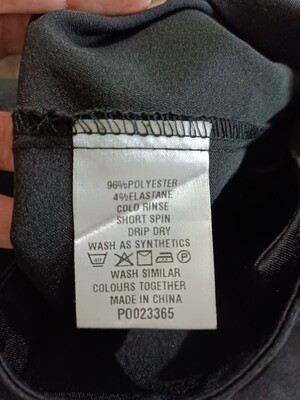 96%POLYESTER
4%ELASTANE
COLD RINSE
SHORT SPIN
DRIP DRY
WASH AS SYNTHETICS
WASH SIMILAR
COLOURS TOGETHER
MADE IN CHINA
PO023365